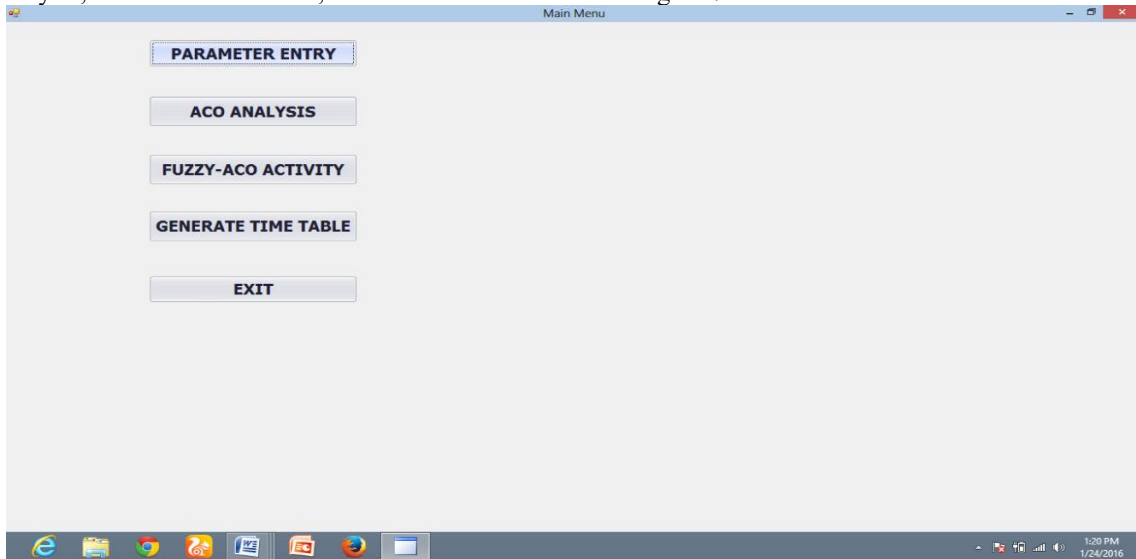 Main Menu
PARAMETER ENTRY
ACO ANALYSIS
FUZZY-ACO ACTIVITY
GENERATE TIME TABLE
EXIT
1:20 PM
1/24/2016